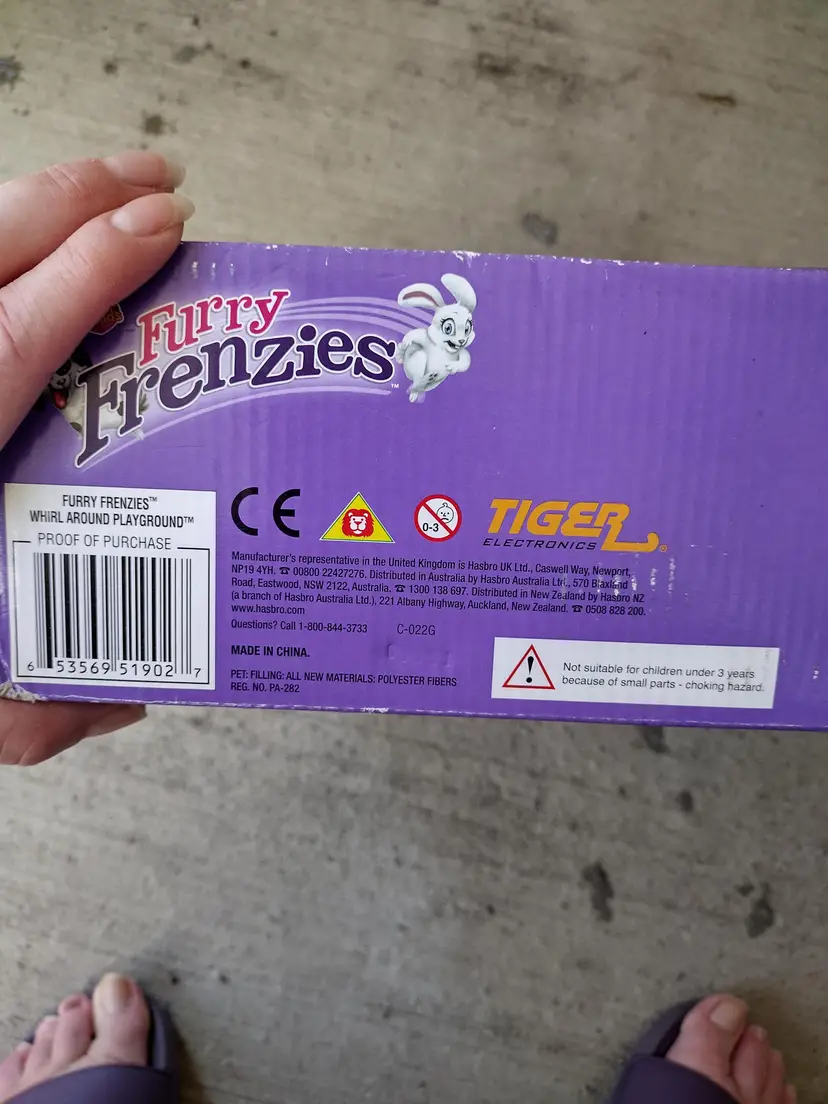 Furry
Frenzies™
FURRY FRENZIES™
WHIRL AROUND PLAYGROUND™
PROOF OF PURCHASE
6 53569 51902 7
CE
0-3
TIGER
ELECTRONICS®
Manufacturer's representative in the United Kingdom is Hasbro UK Ltd., Caswell Way, Newport,
NP19 4YH. ☎ 00800 22427276. Distributed in Australia by Hasbro Australia Ltd., 570 Blaxland
Road, Eastwood, NSW 2122, Australia. ☎ 1300 138 697. Distributed in New Zealand by Hasbro NZ
(a branch of Hasbro Australia Ltd.), 221 Albany Highway, Auckland, New Zealand. ☎ 0508 828 200.
www.hasbro.com
Questions? Call 1-800-844-3733 C-022G
MADE IN CHINA.
PET: FILLING: ALL NEW MATERIALS: POLYESTER FIBERS
REG. NO. PA-282
Not suitable for children under 3 years
because of small parts - choking hazard.